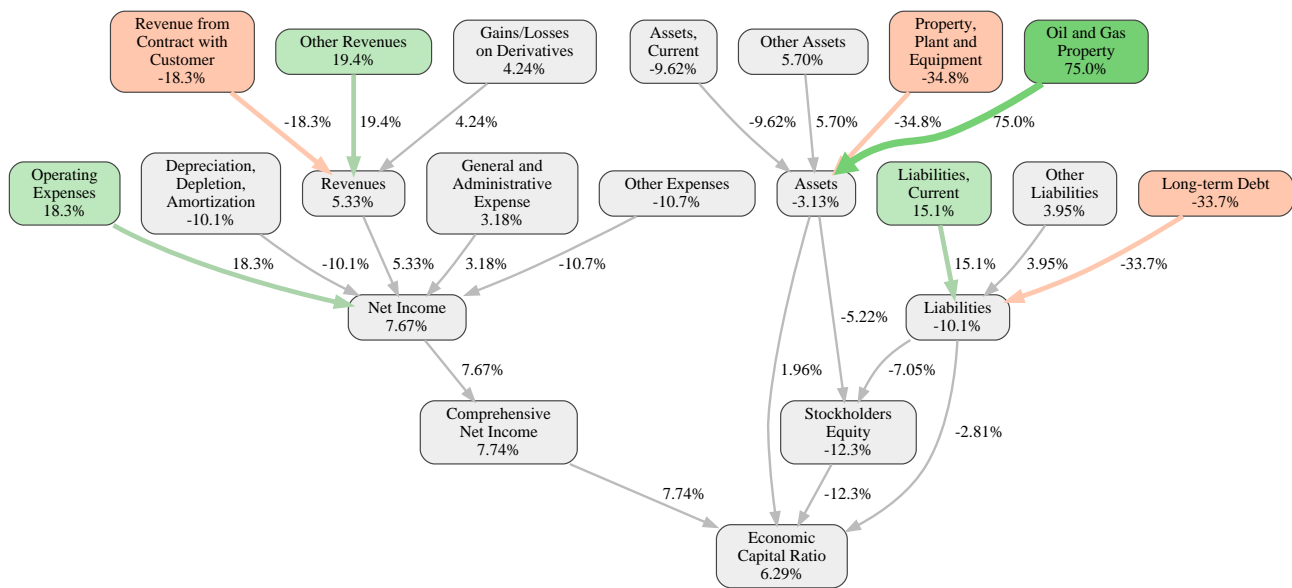 Revenue from
Contract with
Customer
-18.3%
Other Revenues
19.4%
Gains/Losses
on Derivatives
4.24%
Assets,
Current
-9.62%
Other Assets
5.70%
Property,
Plant and
Equipment
-34.8%
Oil and Gas
Property
75.0%
-18.3%
19.4%
4.24%
-9.62%
5.70%
-34.8%
75.0%
Operating
Expenses
18.3%
Depreciation,
Depletion,
Amortization
-10.1%
Revenues
5.33%
General and
Administrative
Expense
3.18%
Other Expenses
-10.7%
Assets
-3.13%
Liabilities,
Current
15.1%
Other
Liabilities
3.95%
Long-term Debt
-33.7%
18.3%
-10.1%
5.33%
3.18%
-10.7%
15.1%
3.95%
-33.7%
Net Income
7.67%
-5.22%
Liabilities
-10.1%
7.67%
1.96%
-7.05%
Comprehensive
Net Income
7.74%
Stockholders
Equity
-12.3%
-2.81%
7.74%
-12.3%
Economic
Capital Ratio
6.29%